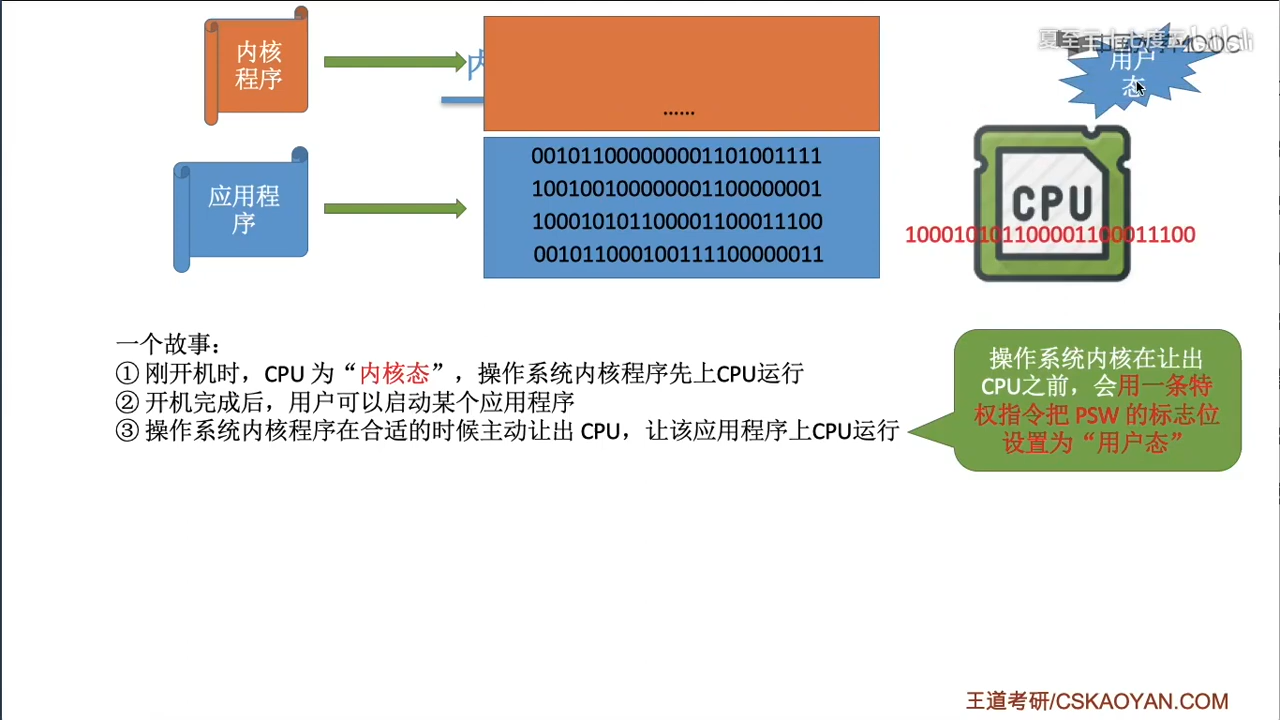 内核
程序
......
应用程
序
001011000000001101001111
100100100000001100000001
100010101100001100011100
001011000100111100000011
用户
态
CPU
100010101100001100011100
一个故事：
① 刚开机时，CPU 为“内核态”，操作系统内核程序先上CPU运行
② 开机完成后，用户可以启动某个应用程序
③ 操作系统内核程序在合适的时候主动让出 CPU，让该应用程序上CPU运行
操作系统内核在让出
CPU之前，会用一条特
权指令把 PSW 的标志位
设置为“用户态”
王道考研/CSKAOYAN.COM